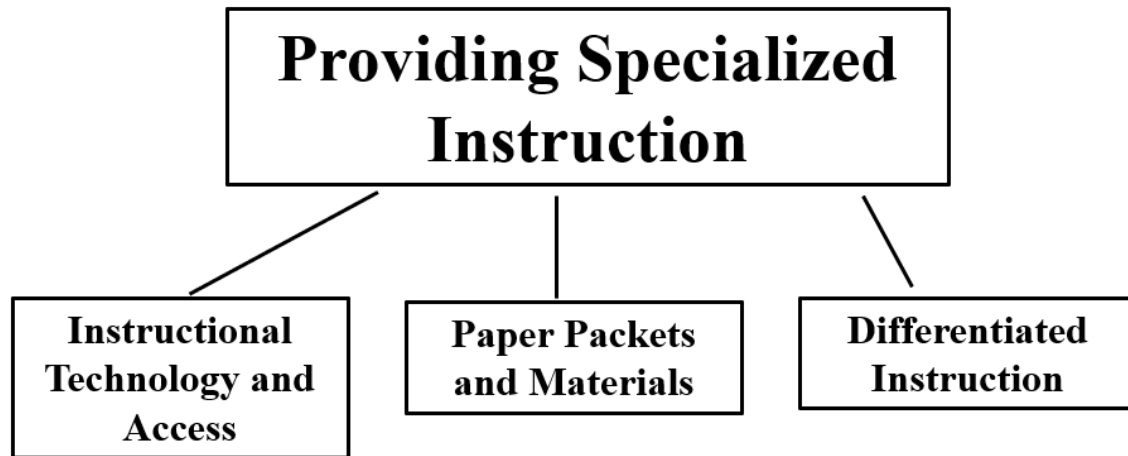 Providing Specialized
Instruction
Instructional
Technology and
Access
Paper Packets
and Materials
Differentiated
Instruction